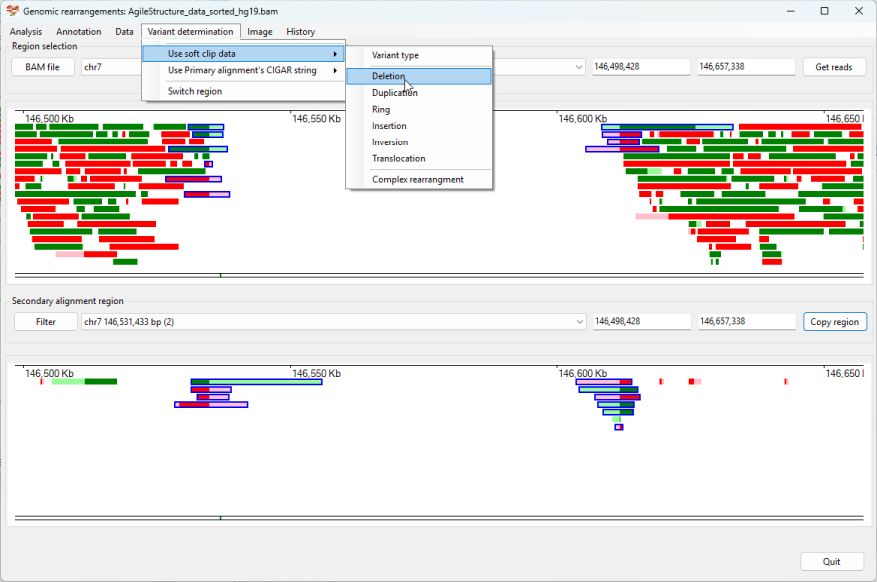 Genomic rearrangements: AgileStructure_data_sorted_hg19.bam
Analysis Annotation Data Variant determination Image History
Region selection
Use soft clip data
Use Primary alignment's CIGAR string
Switch region
Variant type
Deletion
Duplication
Ring
Insertion
Inversion
Translocation
Complex rearrangment
BAM file chr7 146,498,428 146,657,338 Get reads
146,500 Kb 146,550 Kb 146,600 Kb 146,650
Secondary alignment region
Filter chr7 146,531,433 bp (2) 146,498,428 146,657,338 Copy region
146,500 Kb 146,550 Kb 146,600 Kb 146,650
Quit